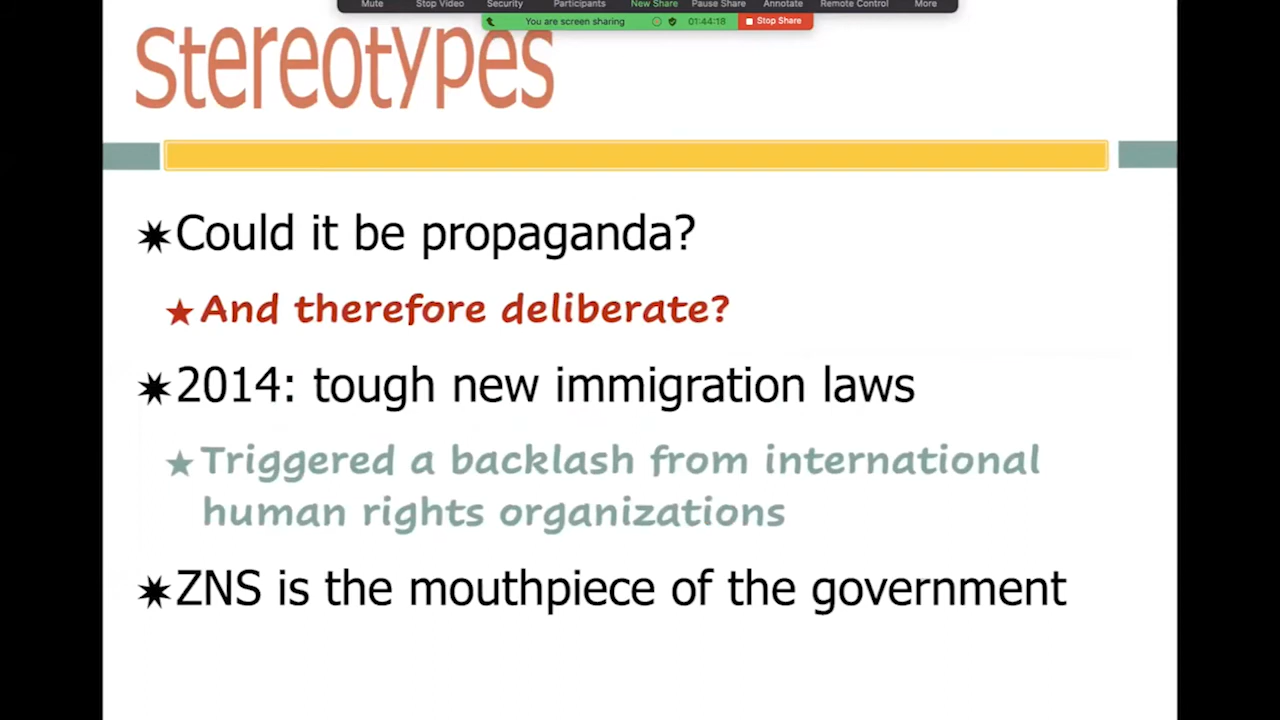 Mute Stop Video Security Participants New Share Pause Share Annotate Remote Control More
You are screen sharing 01:44:18 Stop Share
Stereotypes
Could it be propaganda?
And therefore deliberate?
2014: tough new immigration laws
Triggered a backlash from international
human rights organizations
ZNS is the mouthpiece of the government